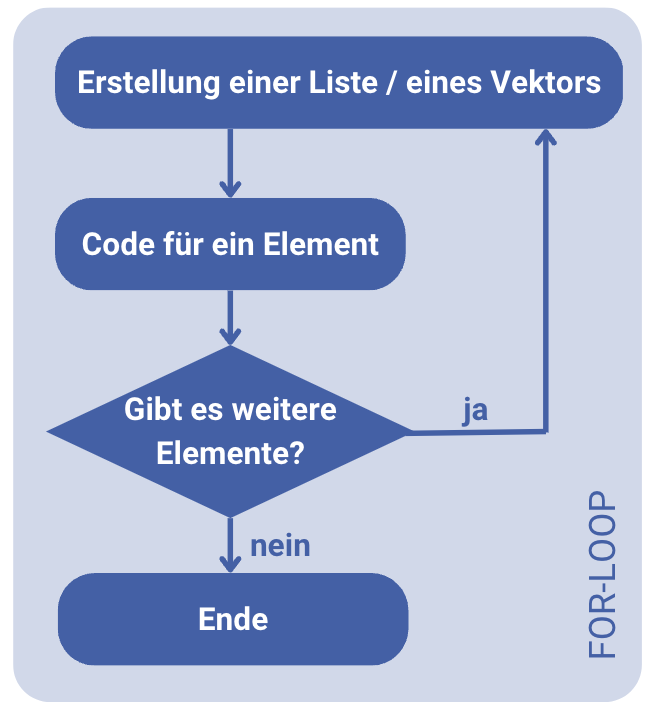 Erstellung einer Liste / eines Vektors
Code für ein Element
Gibt es weitere
Elemente?
ja
nein
Ende
FOR-LOOP